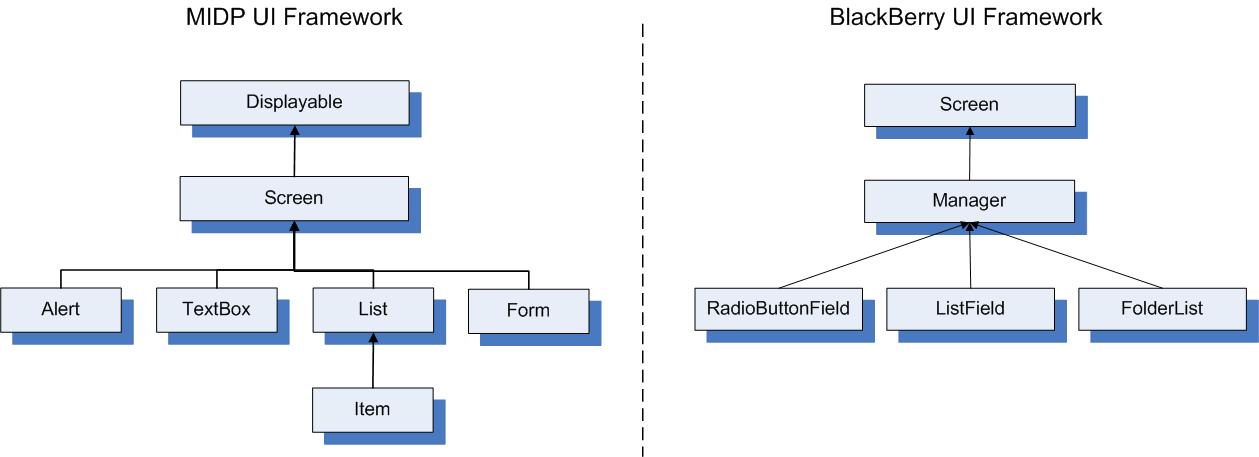 MIDP UI Framework
Displayable
Screen
Alert
TextBox
List
Form
Item
BlackBerry UI Framework
Screen
Manager
RadioButtonField
ListField
FolderList